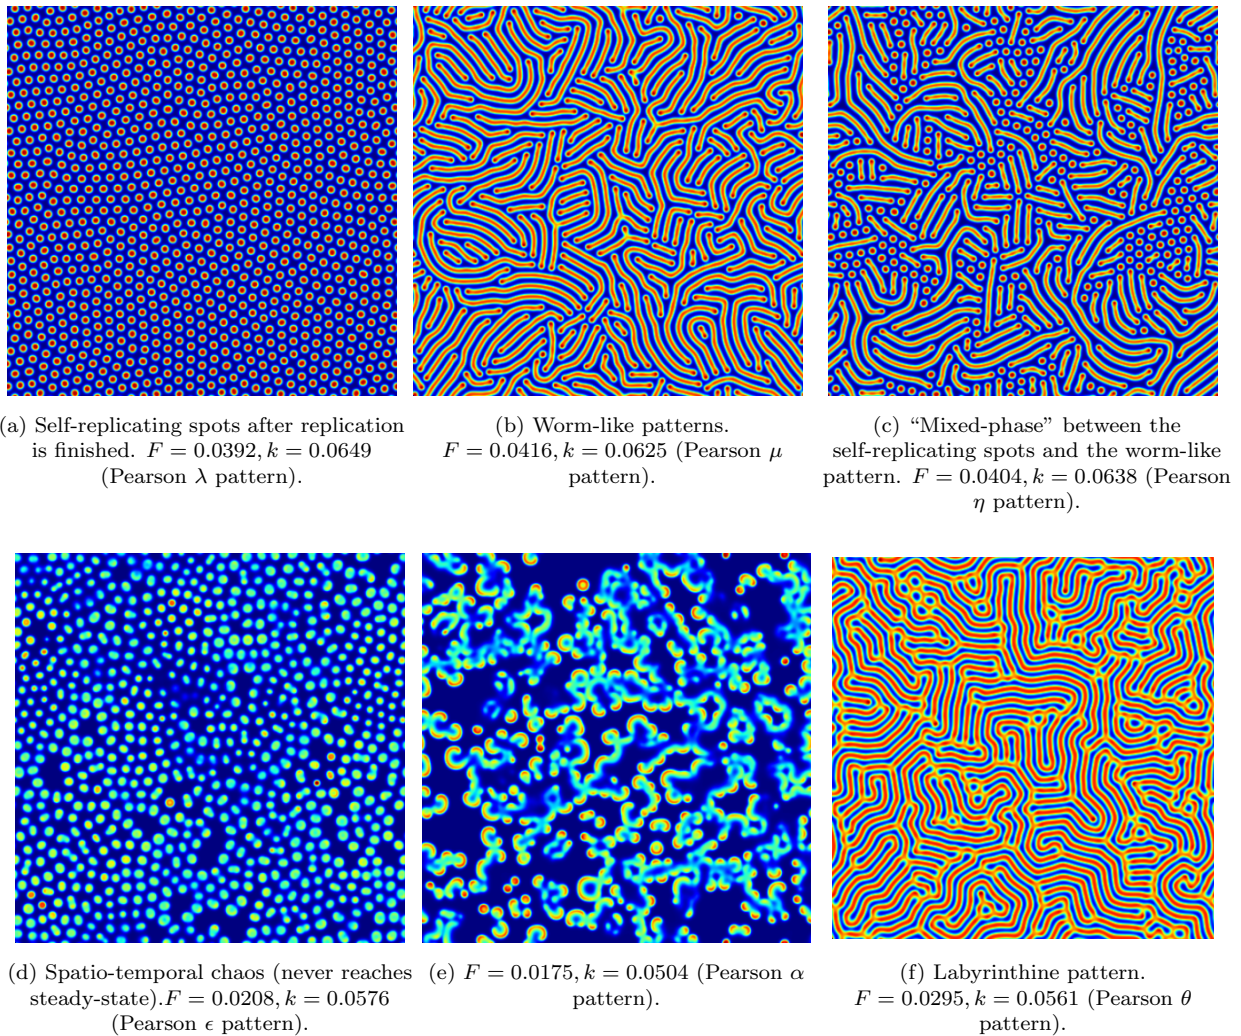 (a) Self-replicating spots after replication
is finished. F = 0.0392, k = 0.0649
(Pearson λ pattern).
(b) Worm-like patterns.
F = 0.0416, k = 0.0625 (Pearson μ
pattern).
(c) “Mixed-phase” between the
self-replicating spots and the worm-like
pattern. F = 0.0404, k = 0.0638 (Pearson
η pattern).
(d) Spatio-temporal chaos (never reaches
steady-state).F = 0.0208, k = 0.0576
(Pearson ϵ pattern).
(e) F = 0.0175, k = 0.0504 (Pearson α
pattern).
(f) Labyrinthine pattern.
F = 0.0295, k = 0.0561 (Pearson θ
pattern).